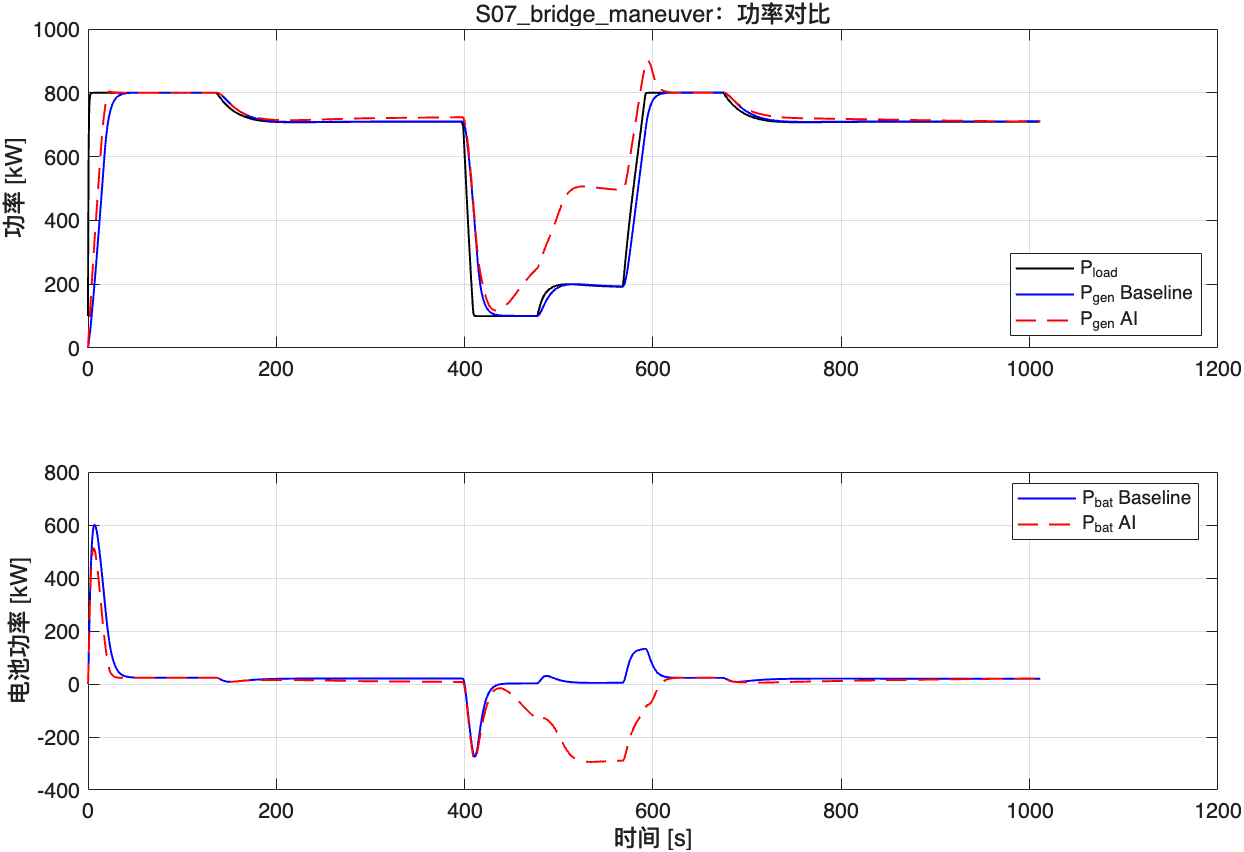 S07_bridge_maneuver：功率对比
功率 [kW]
1000
800
600
400
200
0
0 200 400 600 800 1000 1200
P_load
P_gen Baseline
P_gen AI
电池功率 [kW]
800
600
400
200
0
-200
-400
0 200 400 600 800 1000 1200
P_bat Baseline
P_bat AI
时间 [s]